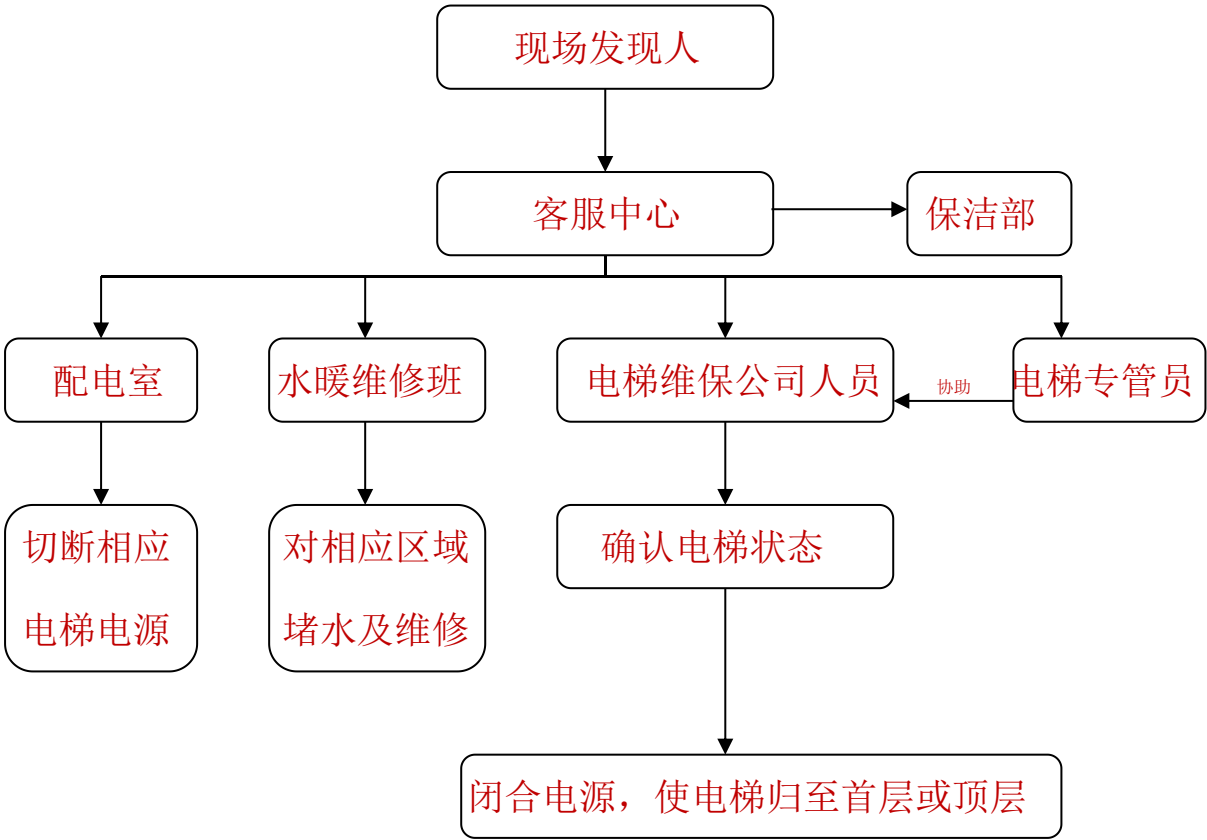 现场发现人
客服中心
保洁部
配电室
水暖维修班
电梯维保公司人员
协助
电梯专管员
切断相应
电梯电源
对相应区域
堵水及维修
确认电梯状态
闭合电源，使电梯归至首层或顶层